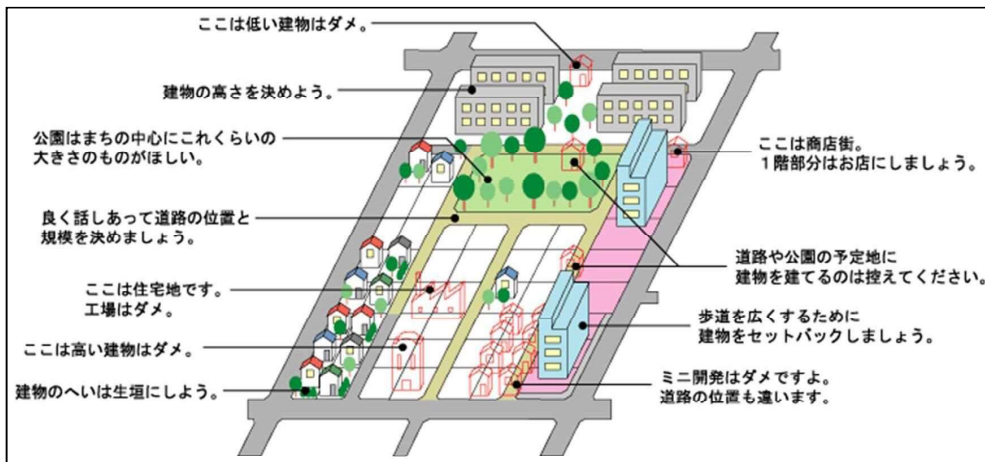 ここは低い建物はダメ。
建物の高さを決めよう。
公園はまちの中心にこれくらいの
大きさのものがほしい。
ここは商店街。
１階部分はお店にしましょう。
良く話しあって道路の位置と
規模を決めましょう。
道路や公園の予定地に
建物を建てるのは控えてください。
ここは住宅地です。
工場はダメ。
歩道を広くするために
建物をセットバックしましょう。
ここは高い建物はダメ。
ミニ開発はダメですよ。
道路の位置も違います。
建物のへいは生垣にしよう。